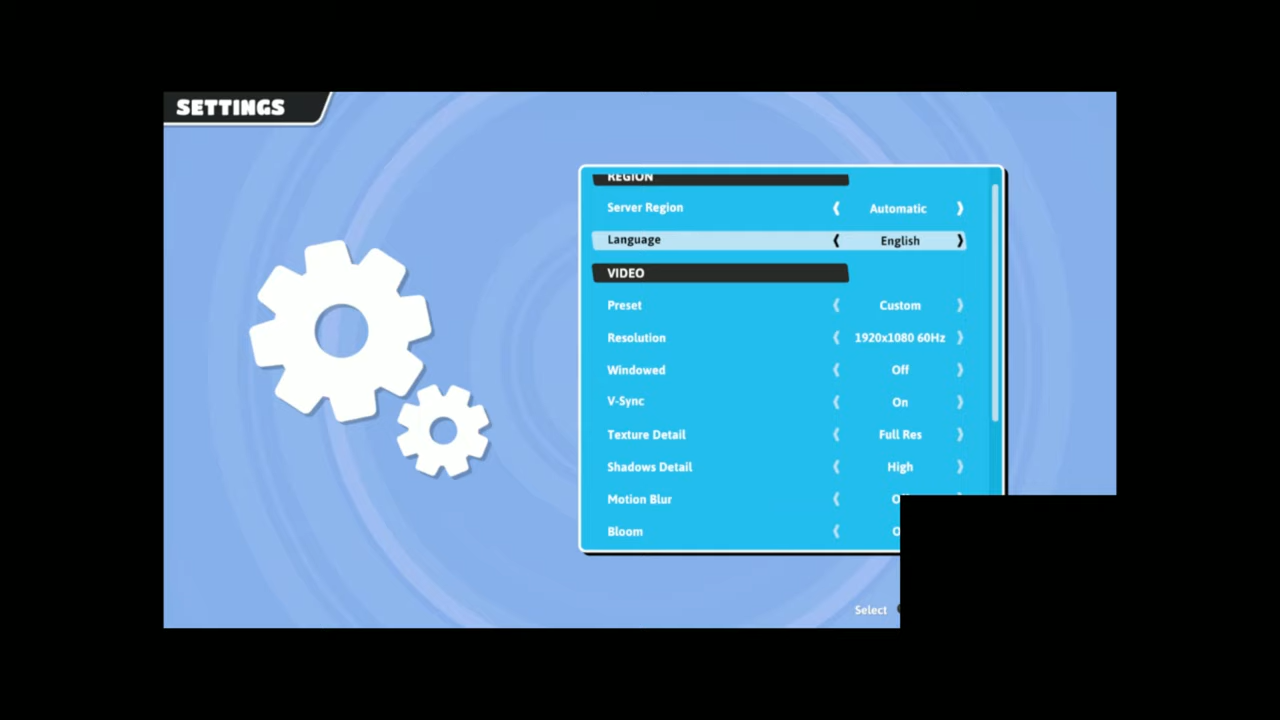 SETTINGS
REGION
Server Region Automatic
Language English
VIDEO
Preset Custom
Resolution 1920x1080 60Hz
Windowed Off
V-Sync On
Texture Detail Full Res
Shadows Detail High
Motion Blur
Bloom
Select